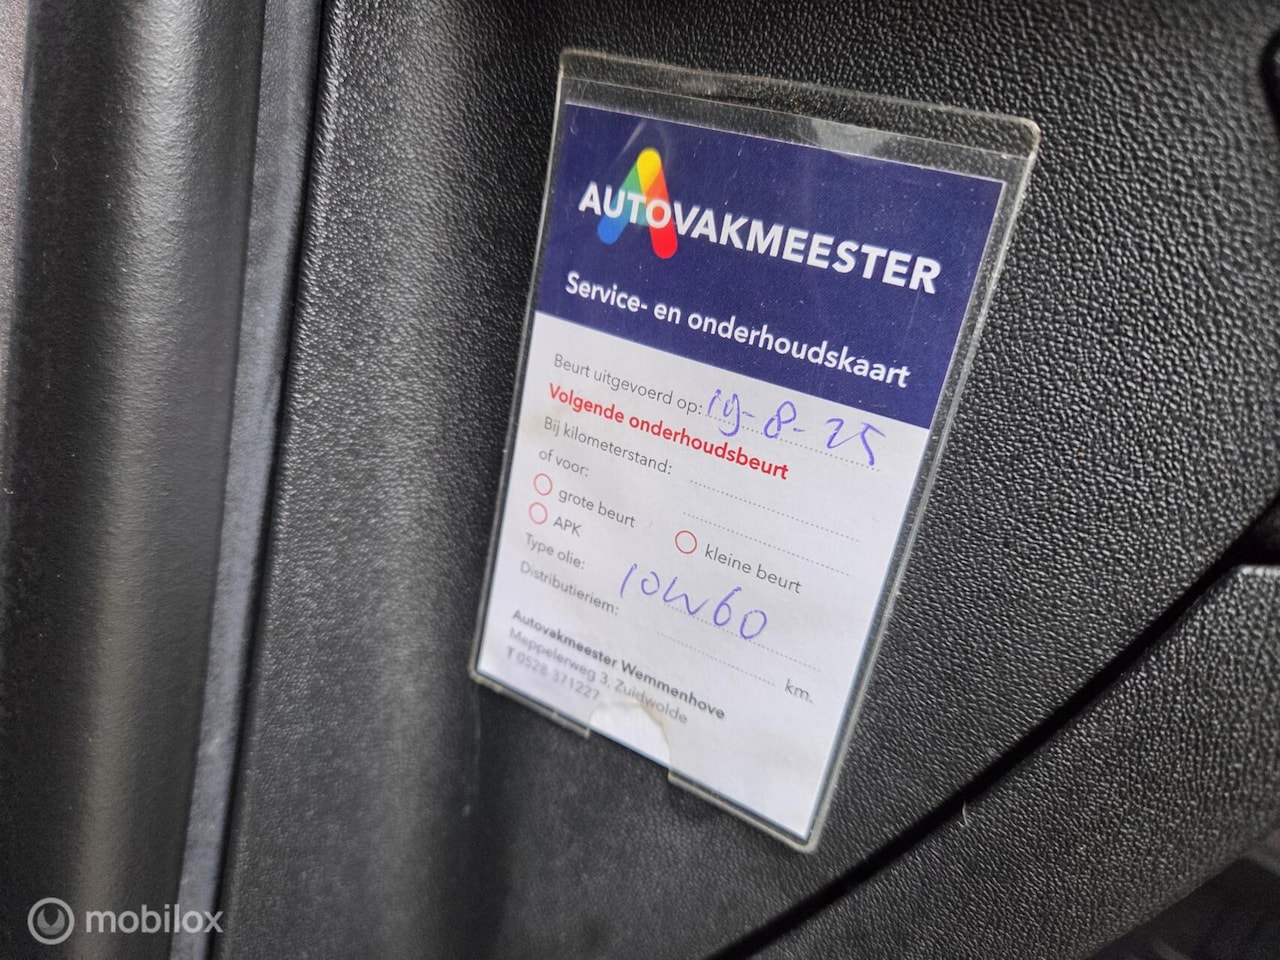 AUTOVAKMEESTER
Service- en onderhoudskaart
Beurt uitgevoerd op: 19-8-25
Volgende onderhoudsbeurt
Bij kilometerstand:
of voor:
grote beurt
kleine beurt
APK
Type olie: 10W60
Distributieriem:
km.
Autovakmeester Wemmenhove
Meppelerweg 3, Zuidwolde
T 0528 371227
mobilox